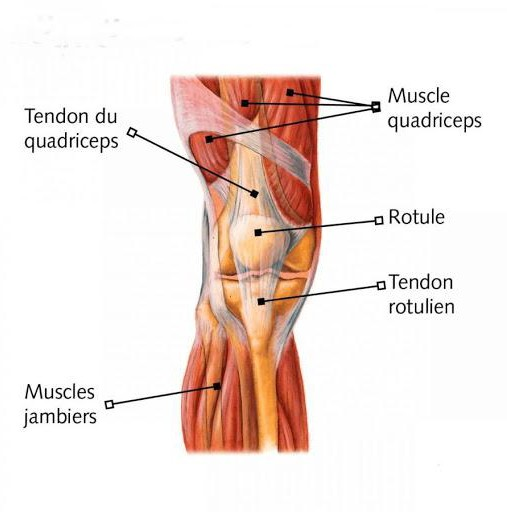 Tendon du
quadriceps
Muscle
quadriceps
Rotule
Tendon
rotulien
Muscles
jambiers